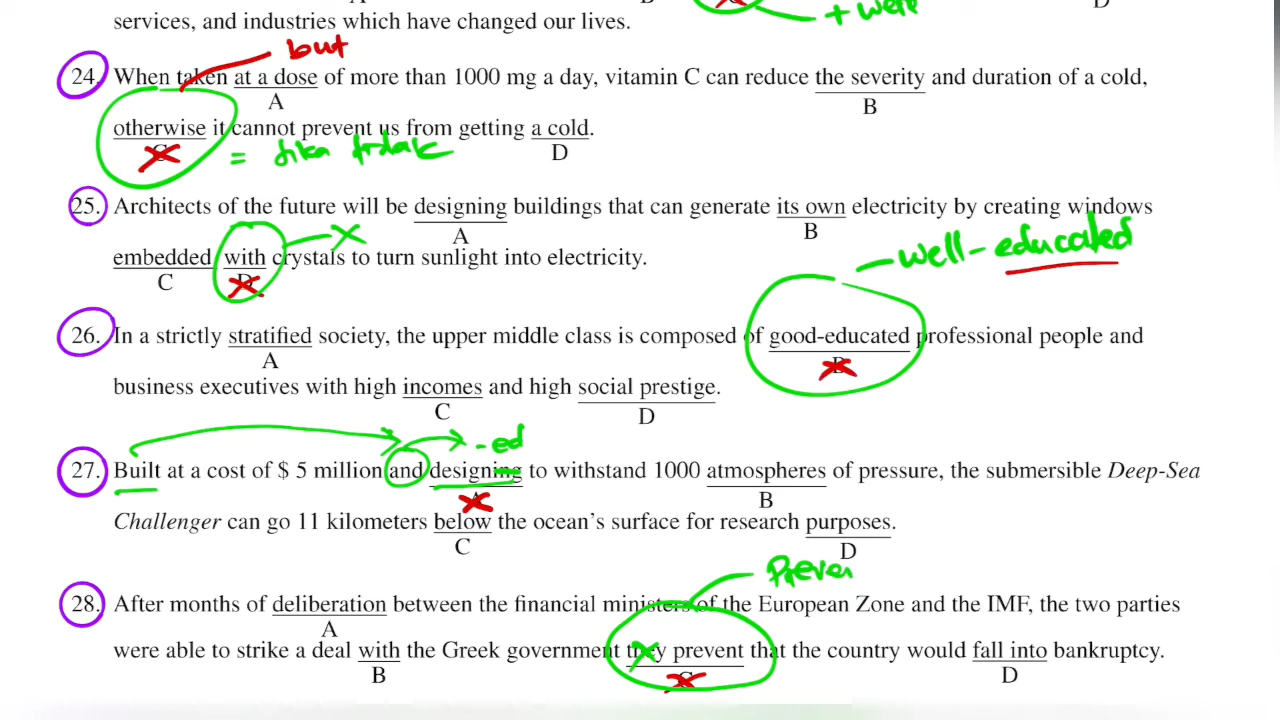 services, and industries which have changed our lives.
D
+ well
but
24. When taken at a dose of more than 1000 mg a day, vitamin C can reduce the severity and duration of a cold,
A
B
otherwise it cannot prevent us from getting a cold.
C
D
= jika tidak
25. Architects of the future will be designing buildings that can generate its own electricity by creating windows
A
B
embedded with crystals to turn sunlight into electricity.
C
D
well-educated
26. In a strictly stratified society, the upper middle class is composed of good-educated professional people and
A
B
business executives with high incomes and high social prestige.
C
D
-ed
27. Built at a cost of $ 5 million and designing to withstand 1000 atmospheres of pressure, the submersible Deep-Sea
A
B
Challenger can go 11 kilometers below the ocean's surface for research purposes.
C
D
Preven
28. After months of deliberation between the financial ministers of the European Zone and the IMF, the two parties
A
were able to strike a deal with the Greek government they prevent that the country would fall into bankruptcy.
B
C
D